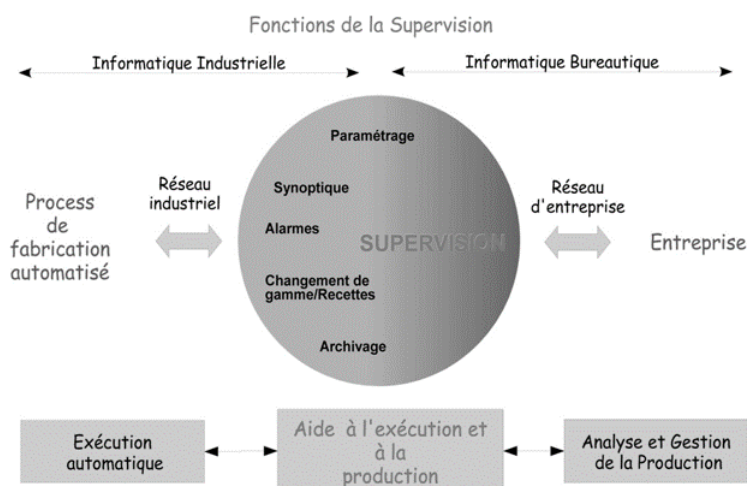 Fonctions de la Supervision
Informatique Industrielle
Informatique Bureautique
Paramétrage
Réseau
industriel
Synoptique
Réseau
d'entreprise
Process
de
fabrication
automatisé
Alarmes
SUPERVISION
Entreprise
Changement de
gamme/Recettes
Archivage
Exécution
automatique
Aide à l'exécution et
à la
production
Analyse et Gestion
de la Production